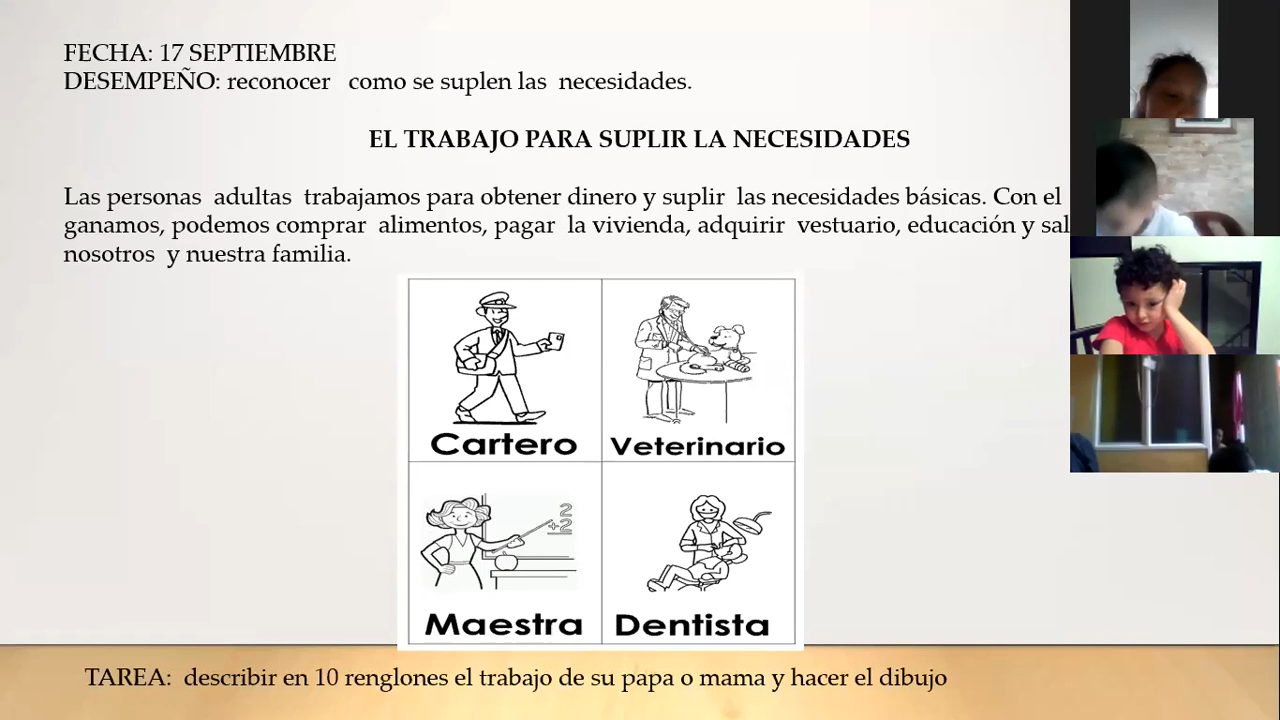 FECHA: 17 SEPTIEMBRE
DESEMPEÑO: reconocer como se suplen las necesidades.
EL TRABAJO PARA SUPLIR LA NECESIDADES
Las personas adultas trabajamos para obtener dinero y suplir las necesidades básicas. Con el
ganamos, podemos comprar alimentos, pagar la vivienda, adquirir vestuario, educación y sal
nosotros y nuestra familia.
Cartero
Veterinario
2
+2
Maestra
Dentista
TAREA: describir en 10 renglones el trabajo de su papa o mama y hacer el dibujo